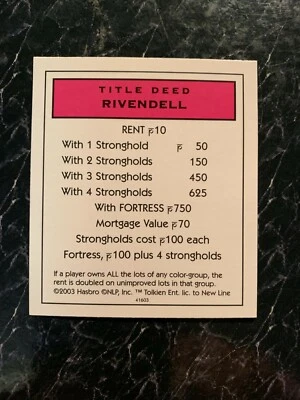 TITLE DEED
RIVENDELL
RENT ₻10
With 1 Stronghold ₻ 50
With 2 Strongholds 150
With 3 Strongholds 450
With 4 Strongholds 625
With FORTRESS ₻750
Mortgage Value ₻70
Strongholds cost ₻100 each
Fortress, ₻100 plus 4 strongholds
If a player owns ALL the lots of any color-group, the
rent is doubled on unimproved lots in that group.
©2003 Hasbro ©NLP, Inc. ™ Tolkien Ent. lic to New Line
41603